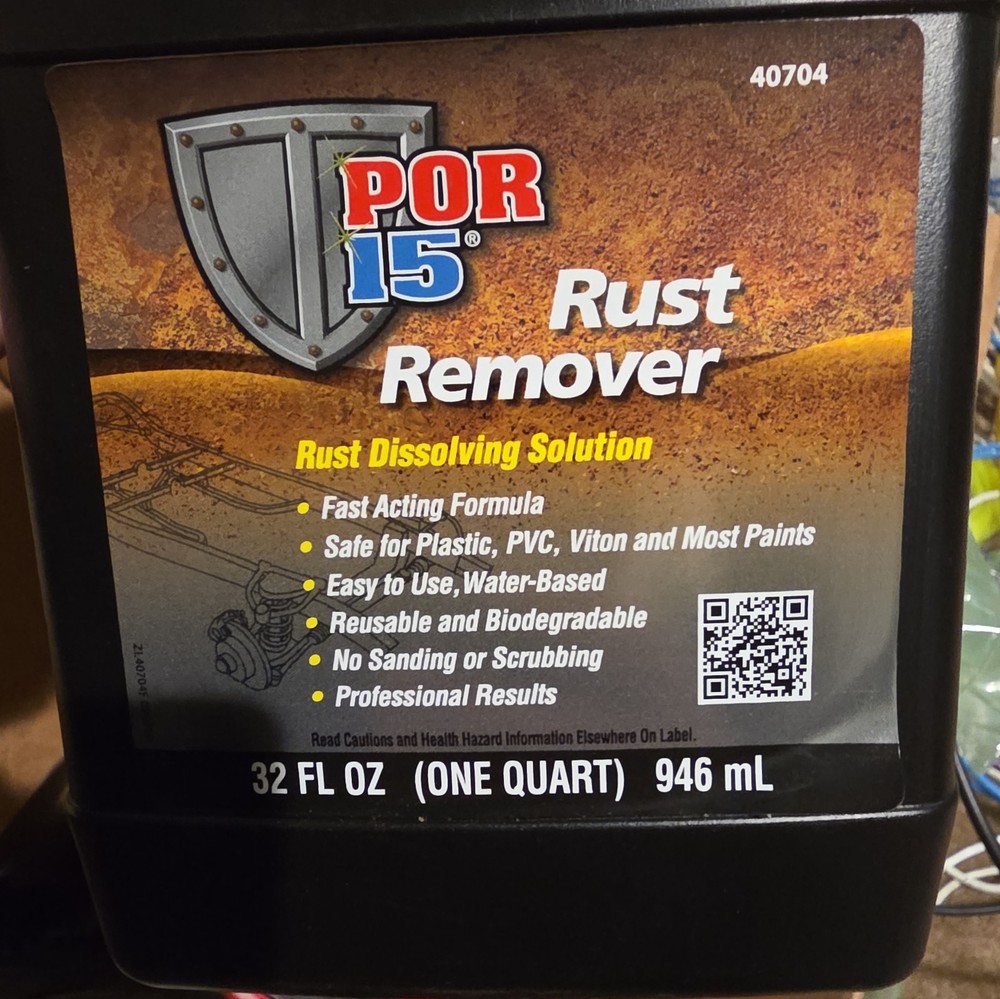 40704
POR
15®
Rust
Remover
Rust Dissolving Solution
• Fast Acting Formula
• Safe for Plastic, PVC, Viton and Most Paints
• Easy to Use, Water-Based
• Reusable and Biodegradable
• No Sanding or Scrubbing
• Professional Results
Read Cautions and Health Hazard Information Elsewhere On Label.
32 FL OZ (ONE QUART) 946 mL